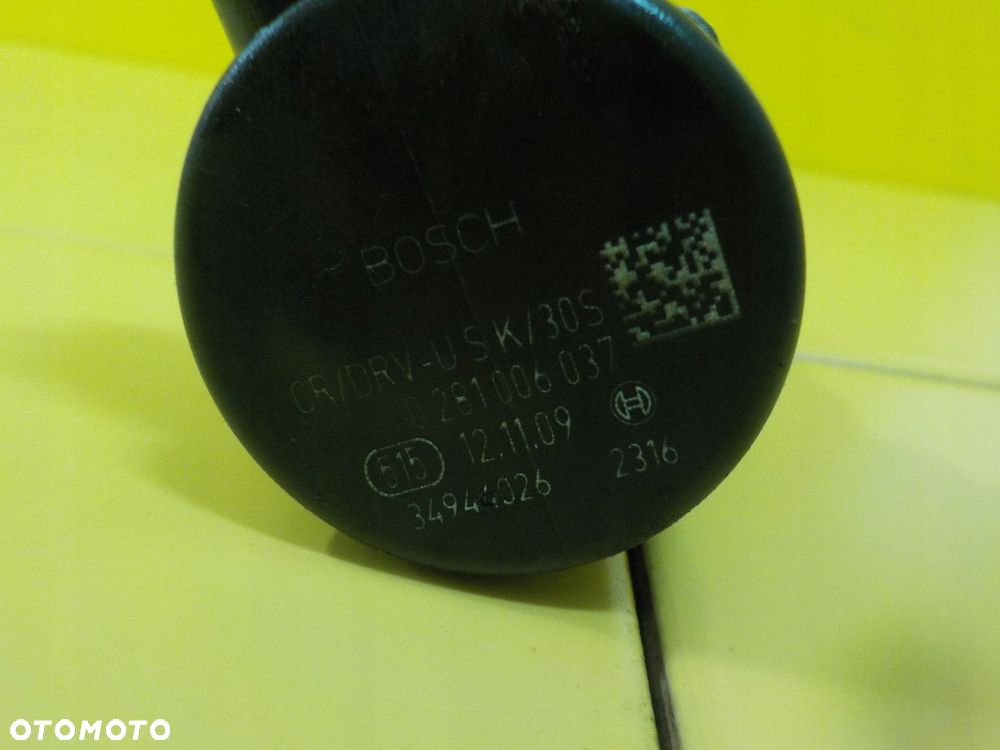 BOSCH
CR/DRV-U S K/30S
0 281 006 037
515 12.11.09
34944026 2316
OTOMOTO